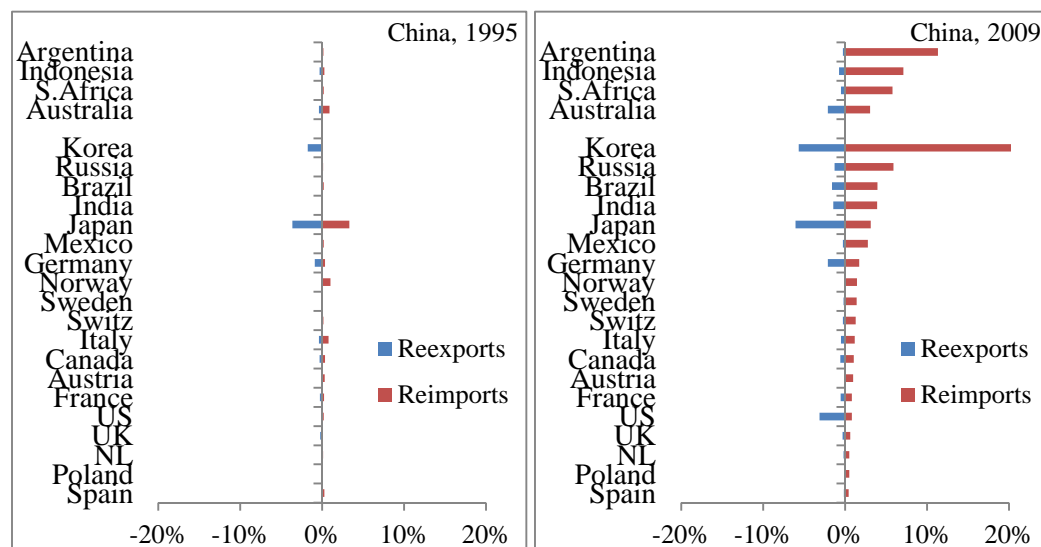 China, 1995
Argentina
Indonesia
S.Africa
Australia
Korea
Russia
Brazil
India
Japan
Mexico
Germany
Norway
Sweden
Switz
Italy
Canada
Austria
France
US
UK
NL
Poland
Spain
Reexports
Reimports
-20% -10% 0% 10% 20%
China, 2009
Argentina
Indonesia
S.Africa
Australia
Korea
Russia
Brazil
India
Japan
Mexico
Germany
Norway
Sweden
Switz
Italy
Canada
Austria
France
US
UK
NL
Poland
Spain
Reexports
Reimports
-20% -10% 0% 10% 20%